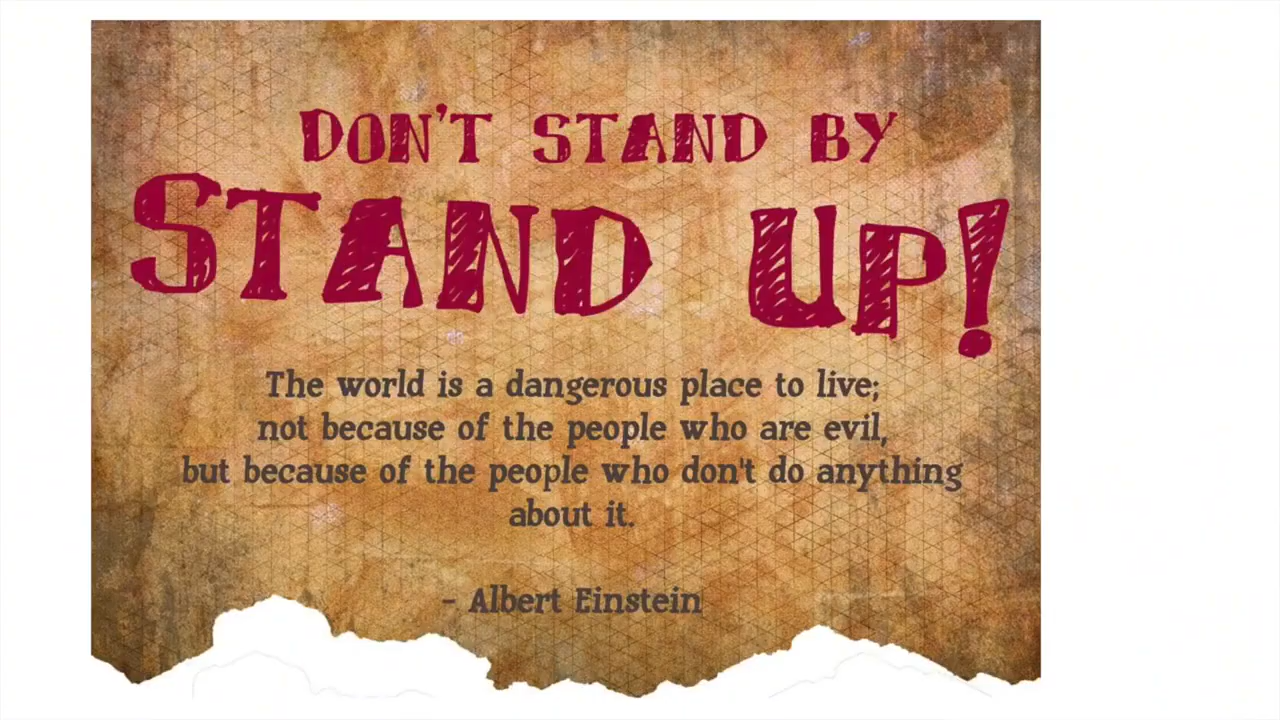 DON'T STAND BY
STAND UP!
The world is a dangerous place to live;
not because of the people who are evil,
but because of the people who don't do anything
about it.
- Albert Einstein